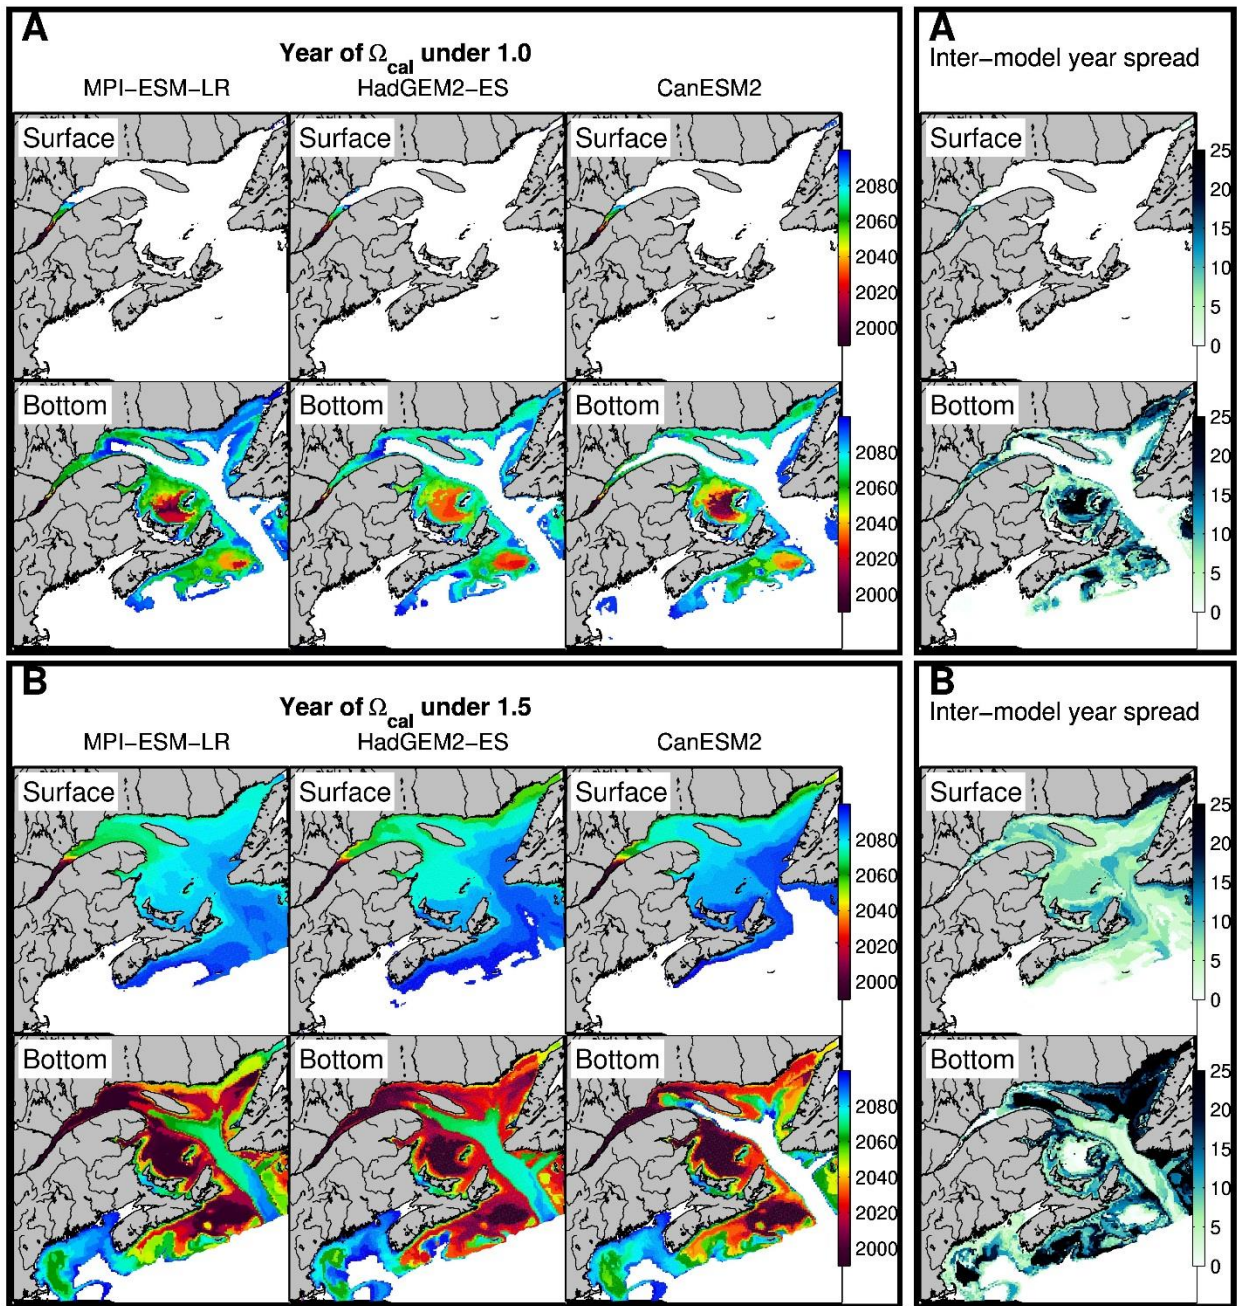 A
Year of Ωcal under 1.0
MPI−ESM−LR HadGEM2−ES CanESM2
Surface Surface Surface
2080
2060
2040
2020
2000
Bottom Bottom Bottom
2080
2060
2040
2020
2000
A
Inter−model year spread
Surface
25
20
15
10
5
0
Bottom
25
20
15
10
5
0
B
Year of Ωcal under 1.5
MPI−ESM−LR HadGEM2−ES CanESM2
Surface Surface Surface
2080
2060
2040
2020
2000
Bottom Bottom Bottom
2080
2060
2040
2020
2000
B
Inter−model year spread
Surface
25
20
15
10
5
0
Bottom
25
20
15
10
5
0